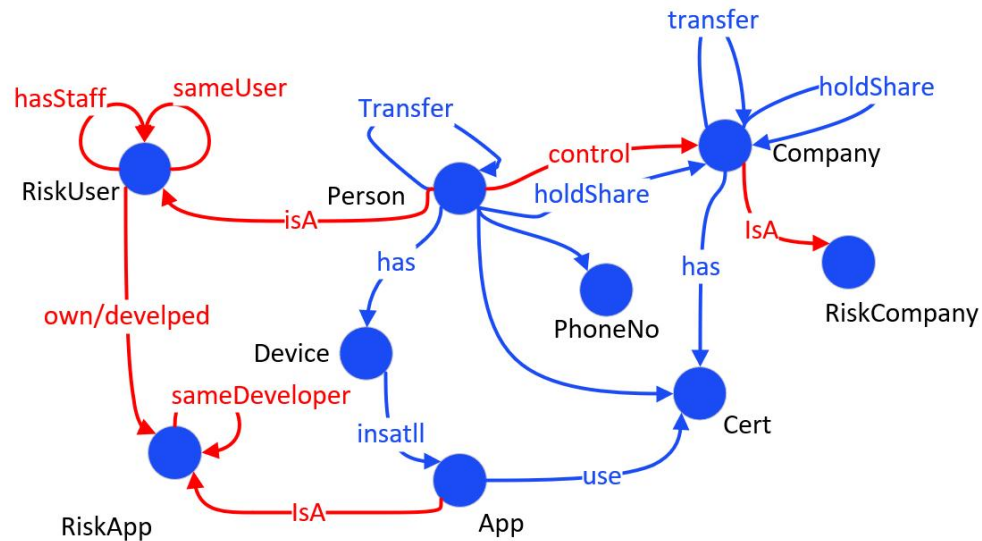 transfer
hasStaff
sameUser
holdShare
Transfer
control
Company
RiskUser
Person
holdShare
isA
IsA
has
has
own/develped
PhoneNo
RiskCompany
Device
sameDeveloper
Cert
insatll
use
RiskApp
IsA
App